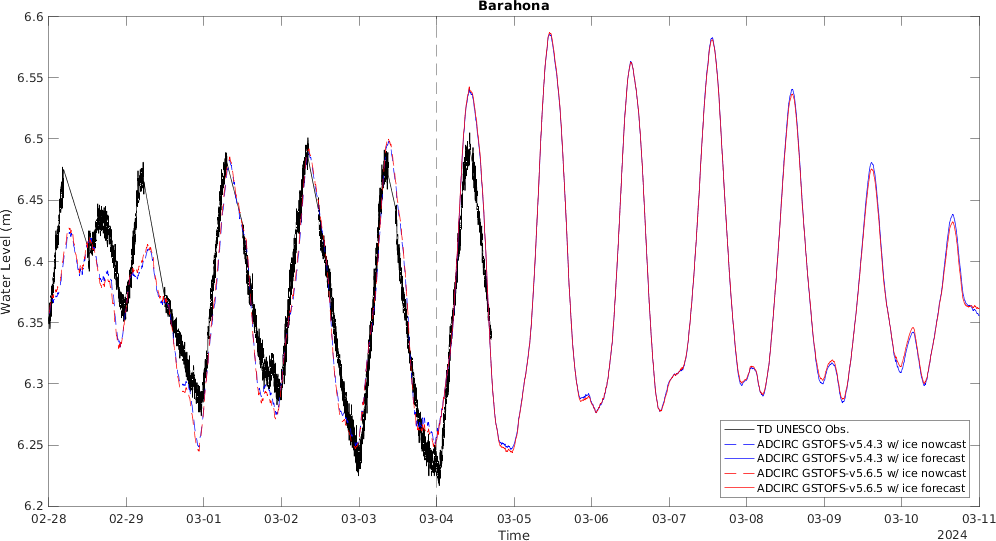 Barahona
6.6
6.55
6.5
6.45
6.4
6.35
6.3
6.25
6.2
Water Level (m)
02-28 02-29 03-01 03-02 03-03 03-04 03-05 03-06 03-07 03-08 03-09 03-10 03-11
Time
2024
TD UNESCO Obs.
ADCIRC GSTOFS-v5.4.3 w/ ice nowcast
ADCIRC GSTOFS-v5.4.3 w/ ice forecast
ADCIRC GSTOFS-v5.6.5 w/ ice nowcast
ADCIRC GSTOFS-v5.6.5 w/ ice forecast